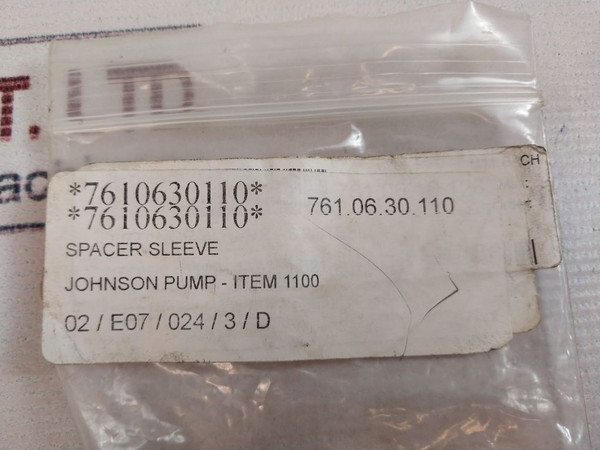 T. LTD
*7610630110*
*7610630110* 761.06.30.110
SPACER SLEEVE
JOHNSON PUMP - ITEM 1100
02 / E07 / 024 / 3 / D
CH